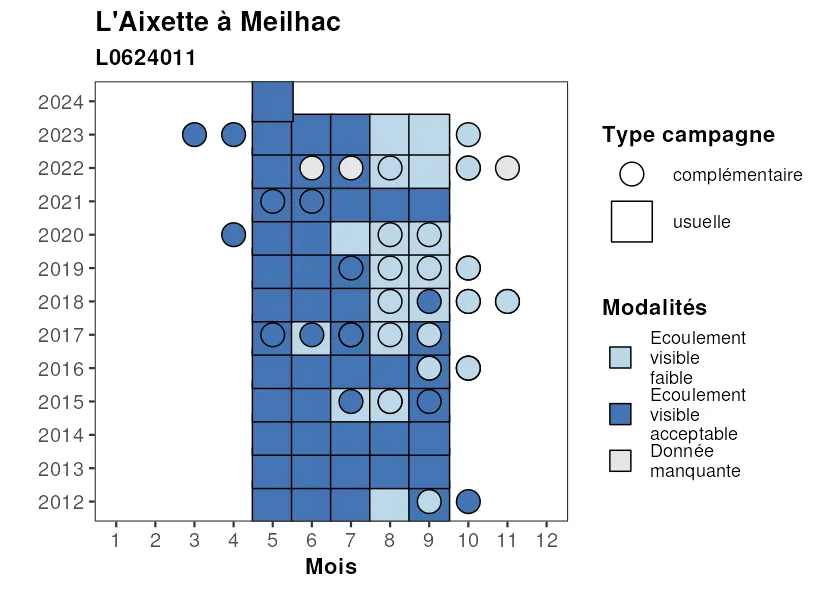 L'Aixette à Meilhac
L0624011
2024
2023
2022
2021
2020
2019
2018
2017
2016
2015
2014
2013
2012
1 2 3 4 5 6 7 8 9 10 11 12
Mois
Type campagne
complémentaire
usuelle
Modalités
Ecoulement
visible
faible
Ecoulement
visible
acceptable
Donnée
manquante